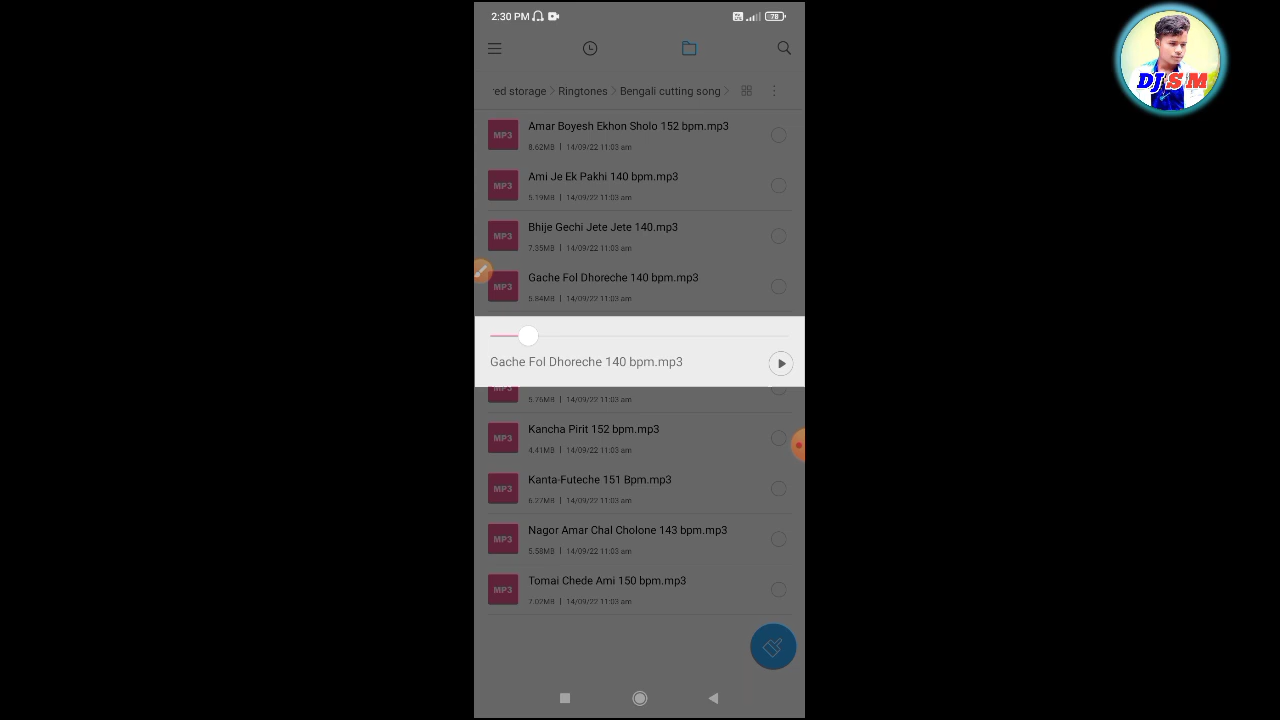 2:30 PM
78
DJ S M
red storage > Ringtones > Bengali cutting song >
MP3
Amar Boyesh Ekhon Sholo 152 bpm.mp3
8.62MB | 14/09/22 11:03 am
MP3
Ami Je Ek Pakhi 140 bpm.mp3
5.19MB | 14/09/22 11:03 am
MP3
Bhije Gechi Jete Jete 140.mp3
7.35MB | 14/09/22 11:03 am
MP3
Gache Fol Dhoreche 140 bpm.mp3
5.84MB | 14/09/22 11:03 am
Gache Fol Dhoreche 140 bpm.mp3
MP3
5.76MB | 14/09/22 11:03 am
MP3
Kancha Pirit 152 bpm.mp3
4.41MB | 14/09/22 11:03 am
MP3
Kanta-Futeche 151 Bpm.mp3
6.27MB | 14/09/22 11:03 am
MP3
Nagor Amar Chal Cholone 143 bpm.mp3
5.58MB | 14/09/22 11:03 am
MP3
Tomai Chede Ami 150 bpm.mp3
7.02MB | 14/09/22 11:03 am